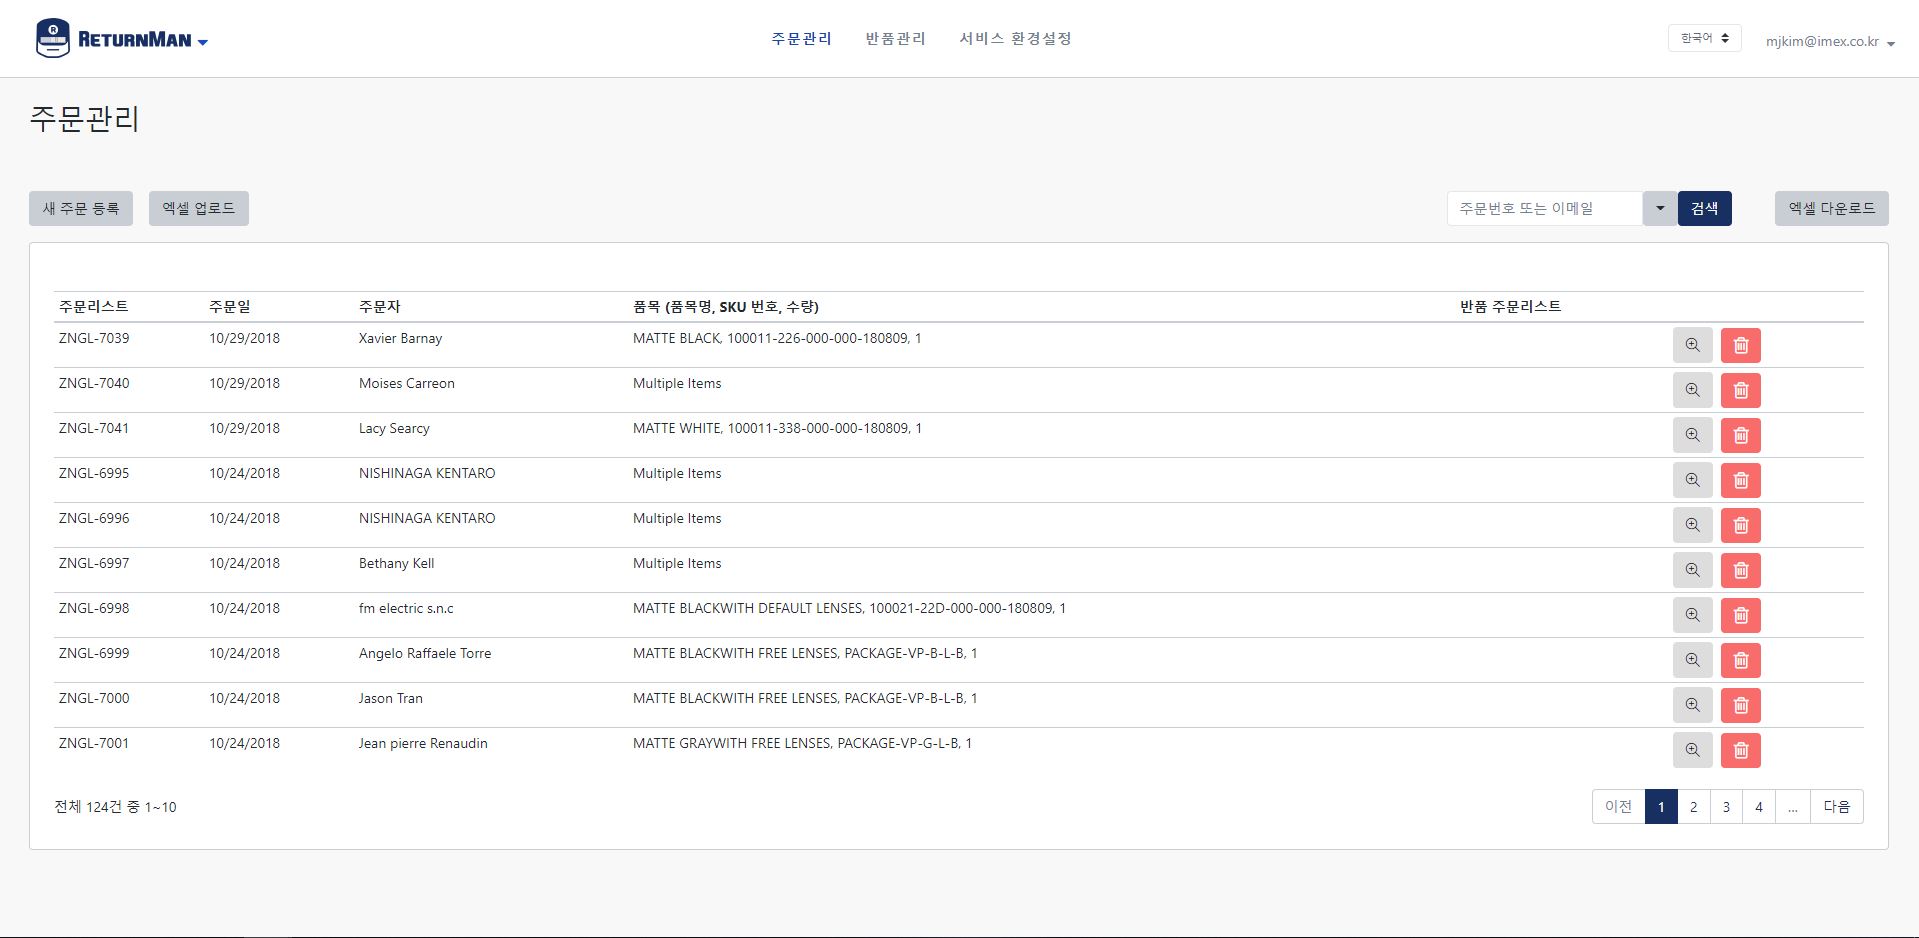 RETURNMAN
주문관리 반품관리 서비스 환경설정
한국어 mjkim@imex.co.kr
주문관리
새 주문 등록 엑셀 업로드 주문번호 또는 이메일 검색 엑셀 다운로드
주문리스트 주문일 주문자 품목 (품목명, SKU 번호, 수량) 반품 주문리스트
ZNGL-7039 10/29/2018 Xavier Barnay MATTE BLACK, 100011-226-000-000-180809, 1
ZNGL-7040 10/29/2018 Moises Carreon Multiple Items
ZNGL-7041 10/29/2018 Lacy Searcy MATTE WHITE, 100011-338-000-000-180809, 1
ZNGL-6995 10/24/2018 NISHINAGA KENTARO Multiple Items
ZNGL-6996 10/24/2018 NISHINAGA KENTARO Multiple Items
ZNGL-6997 10/24/2018 Bethany Kell Multiple Items
ZNGL-6998 10/24/2018 fm electric s.n.c MATTE BLACKWITH DEFAULT LENSES, 100021-22D-000-000-180809, 1
ZNGL-6999 10/24/2018 Angelo Raffaele Torre MATTE BLACKWITH FREE LENSES, PACKAGE-VP-B-L-B, 1
ZNGL-7000 10/24/2018 Jason Tran MATTE BLACKWITH FREE LENSES, PACKAGE-VP-B-L-B, 1
ZNGL-7001 10/24/2018 Jean pierre Renaudin MATTE GRAYWITH FREE LENSES, PACKAGE-VP-G-L-B, 1
전체 124건 중 1~10 이전 1 2 3 4 ... 다음